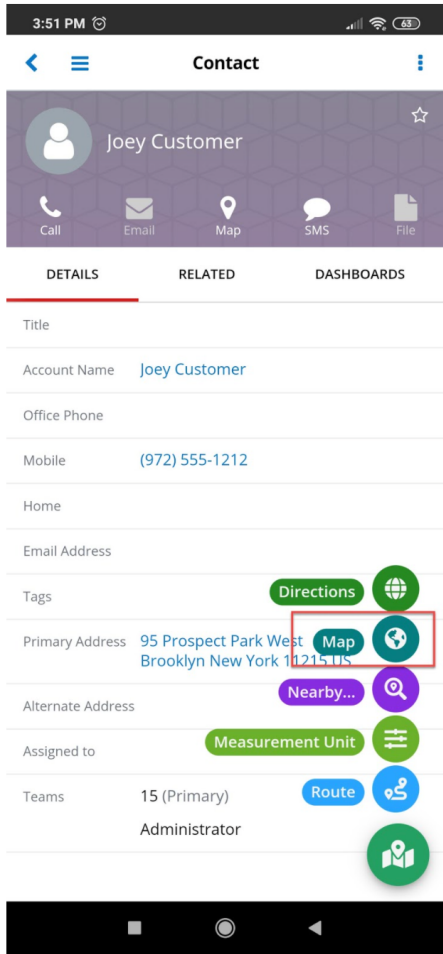 3:51 PM
63
Contact
Joey Customer
Call Email Map SMS File
DETAILS RELATED DASHBOARDS
Title
Account Name Joey Customer
Office Phone
Mobile (972) 555-1212
Home
Email Address
Directions
Tags
Primary Address 95 Prospect Park West Map
Brooklyn New York 11215 US
Nearby...
Alternate Address
Measurement Unit
Assigned to
Teams 15 (Primary) Route
Administrator